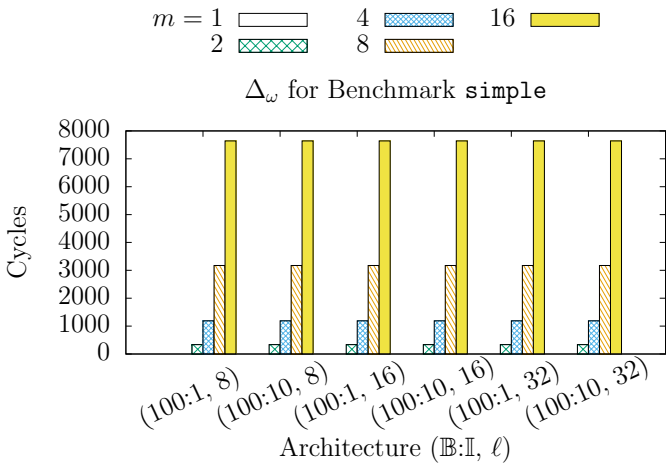 m = 1 4 16
2 8
Δω for Benchmark simple
8000
7000
6000
5000
4000
3000
2000
1000
0
Cycles
(100:1, 8) (100:10, 8) (100:1, 16) (100:10, 16) (100:1, 32) (100:10, 32)
Architecture (𝔹:𝕀, ℓ)